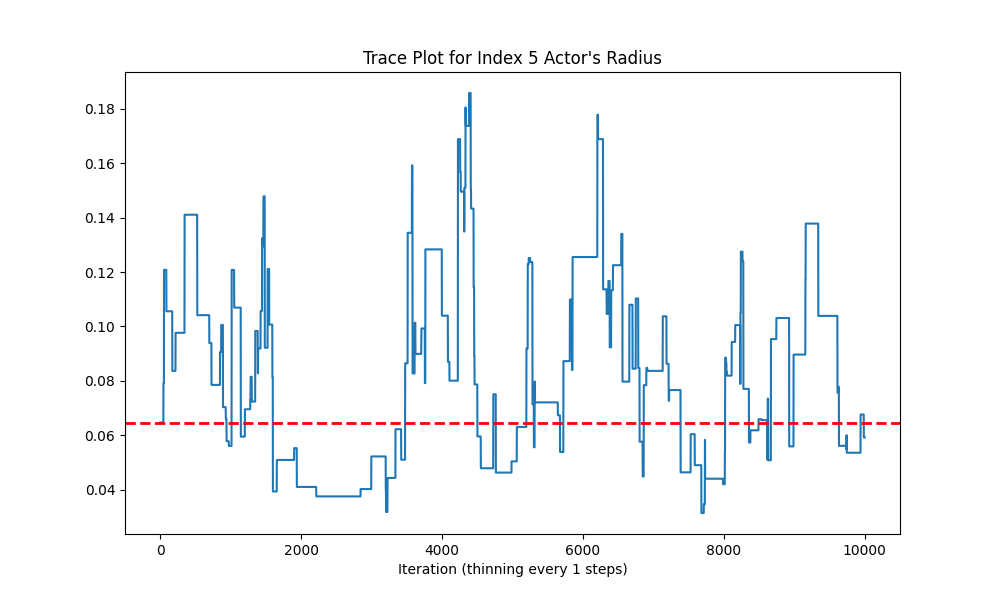 Trace Plot for Index 5 Actor's Radius
0.18
0.16
0.14
0.12
0.10
0.08
0.06
0.04
0 2000 4000 6000 8000 10000
Iteration (thinning every 1 steps)